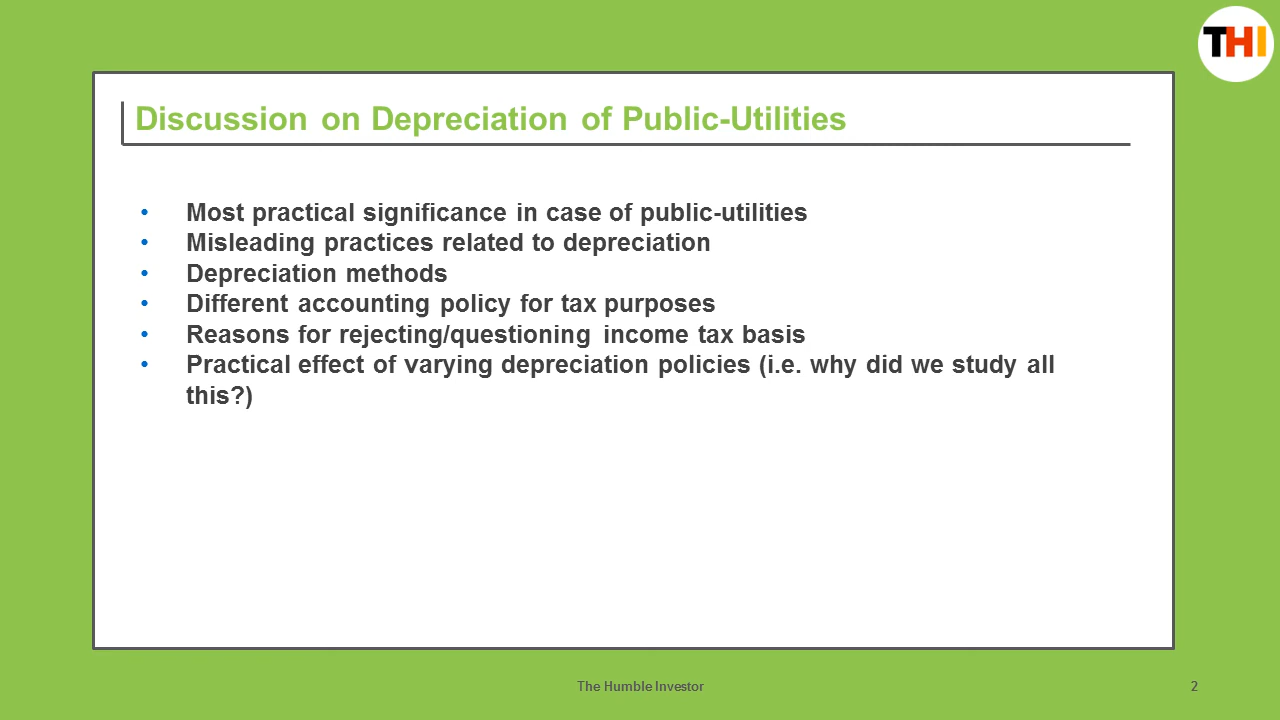 THI
Discussion on Depreciation of Public-Utilities
• Most practical significance in case of public-utilities
• Misleading practices related to depreciation
• Depreciation methods
• Different accounting policy for tax purposes
• Reasons for rejecting/questioning income tax basis
• Practical effect of varying depreciation policies (i.e. why did we study all
this?)
The Humble Investor
2